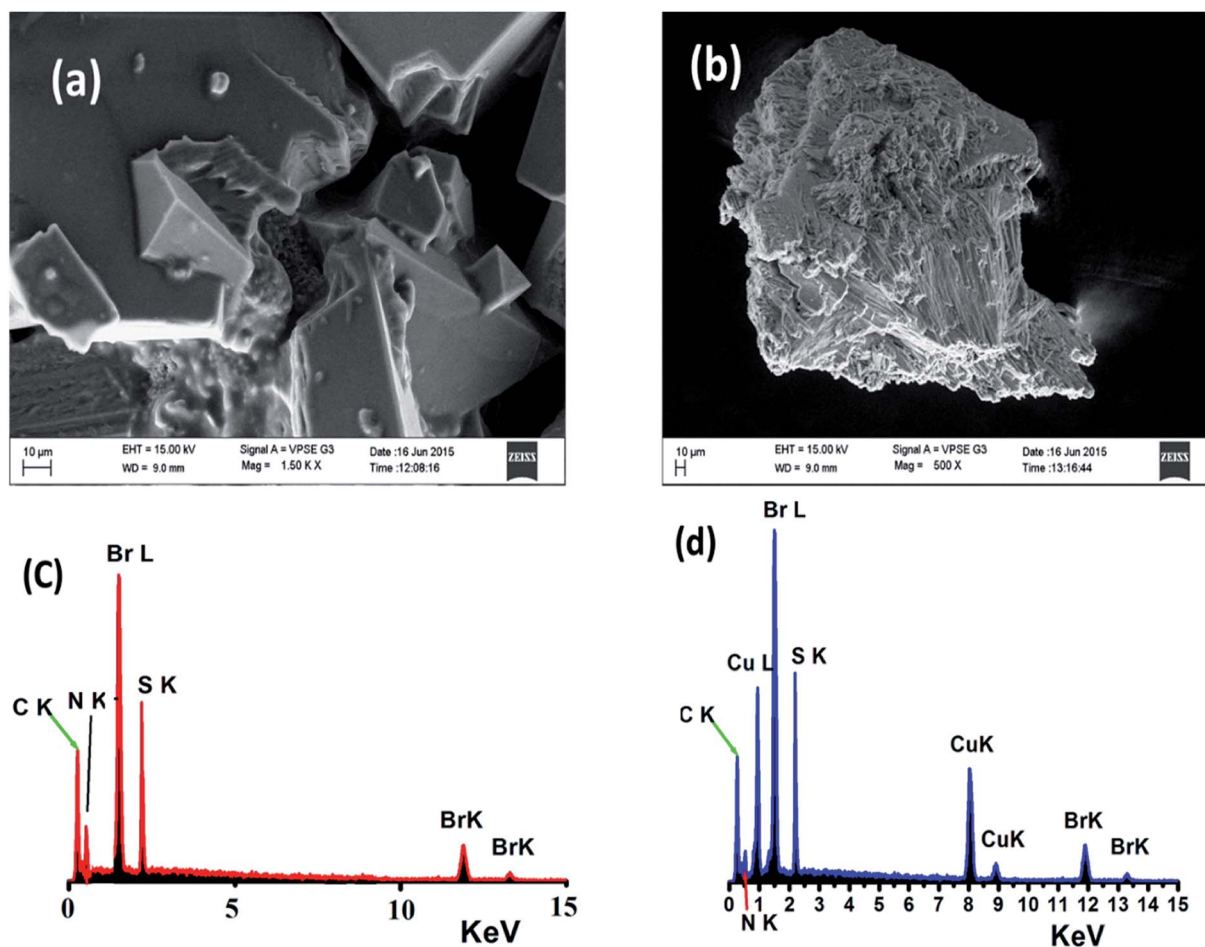 (a)
10 µm
EHT = 15.00 kV
Signal A = VPSE G3
Date :16 Jun 2015
WD = 9.0 mm
Mag = 1.50 K X
Time :12:08:16
ZEISS
(b)
10 µm
EHT = 15.00 kV
Signal A = VPSE G3
Date :16 Jun 2015
WD = 9.0 mm
Mag = 500 X
Time :13:16:44
ZEISS
(C)
Br L
S K
N K
C K
BrK
BrK
0 5 10 15
KeV
(d)
Br L
Cu L
S K
C K
CuK
CuK
BrK
BrK
0 1 2 3 4 5 6 7 8 9 10 11 12 13 14 15
N K
KeV